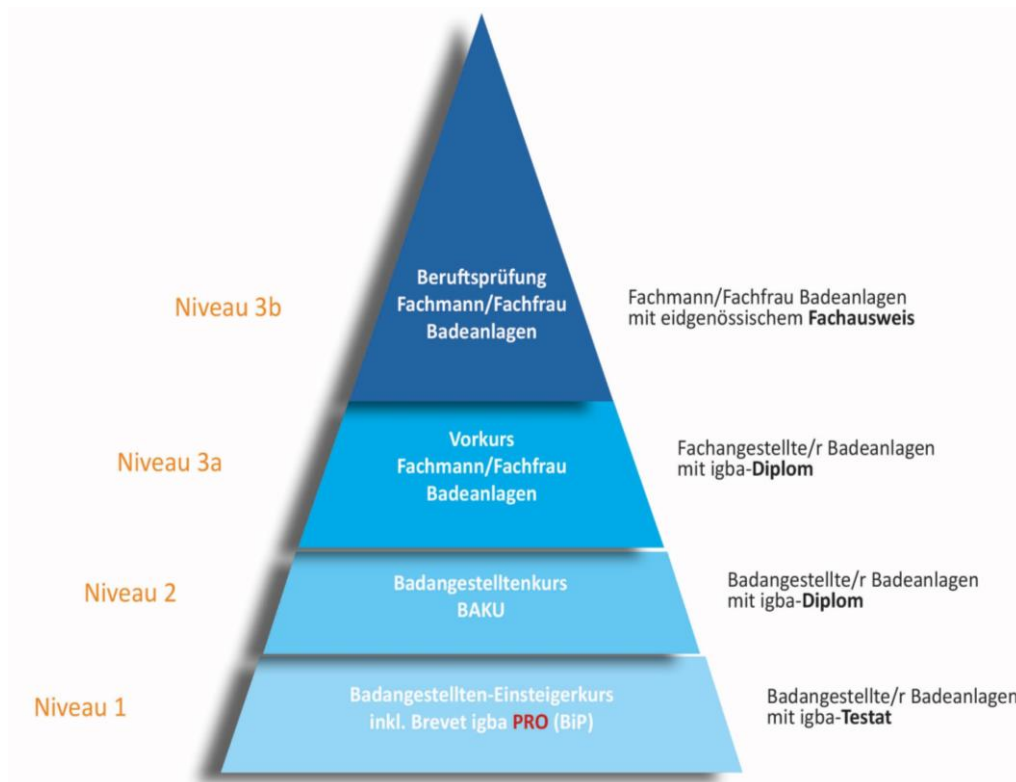 Niveau 3b
Beruftsprüfung
Fachmann/Fachfrau
Badeanlagen
Fachmann/Fachfrau Badeanlagen
mit eidgenössischem Fachausweis
Niveau 3a
Vorkurs
Fachmann/Fachfrau
Badeanlagen
Fachangestellte/r Badeanlagen
mit igba-Diplom
Niveau 2
Badangestelltenkurs
BAKU
Badangestellte/r Badeanlagen
mit igba-Diplom
Niveau 1
Badangestellten-Einsteigerkurs
inkl. Brevet igba PRO (BiP)
Badangestellte/r Badeanlagen
mit igba-Testat